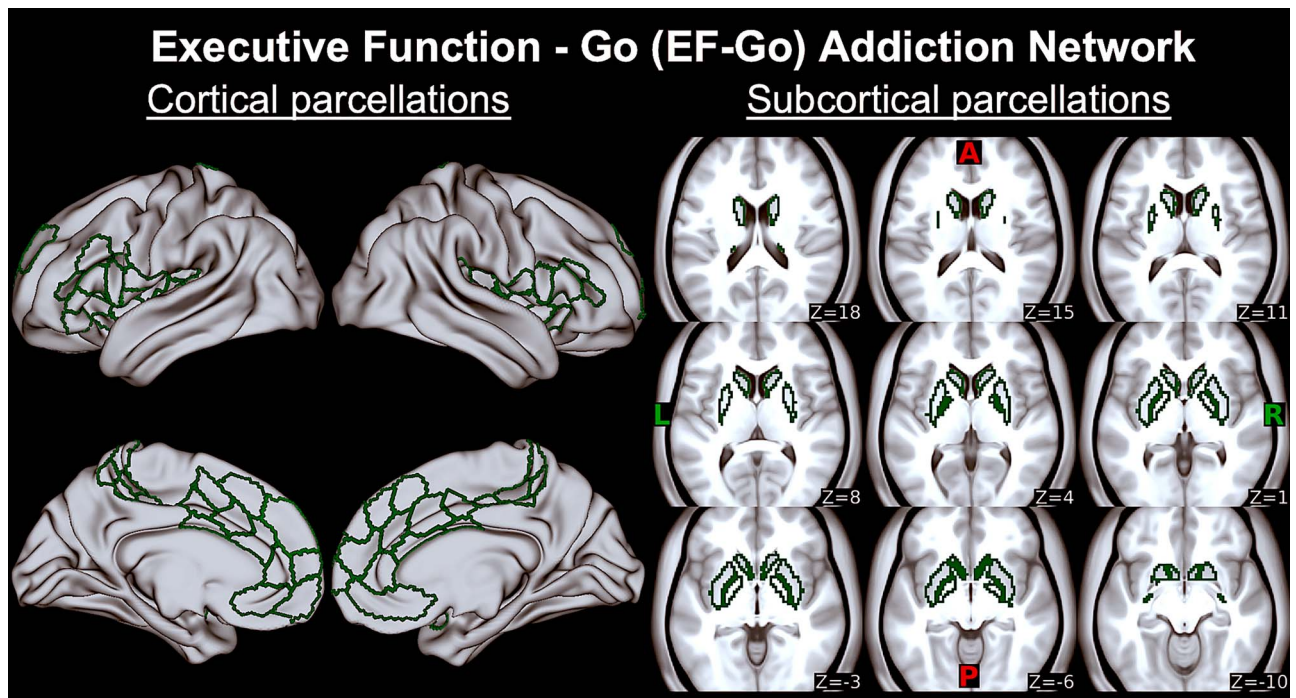 Executive Function - Go (EF-Go) Addiction Network
Cortical parcellations
Subcortical parcellations
A
Z=18
Z=15
Z=11
L
R
Z=8
Z=4
Z=1
Z=-3
P
Z=-6
Z=-10